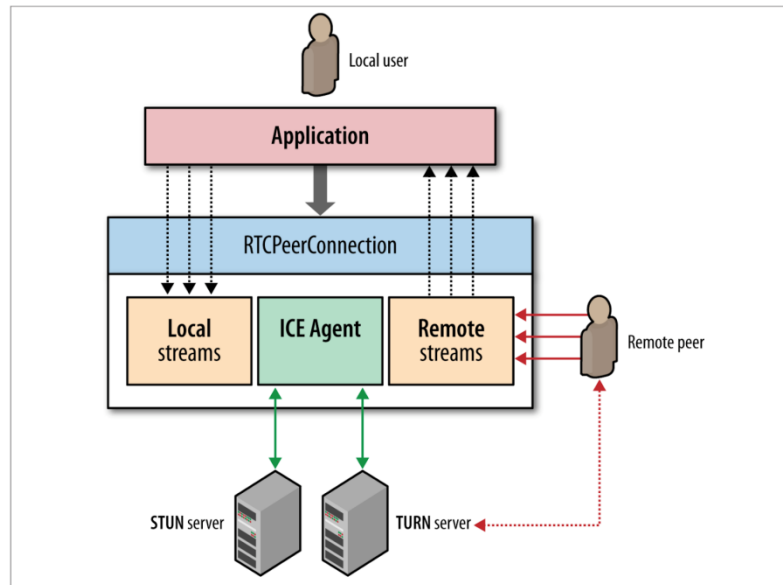 Local user
Application
RTCPeerConnection
Local
streams
ICE Agent
Remote
streams
Remote peer
STUN server
TURN server